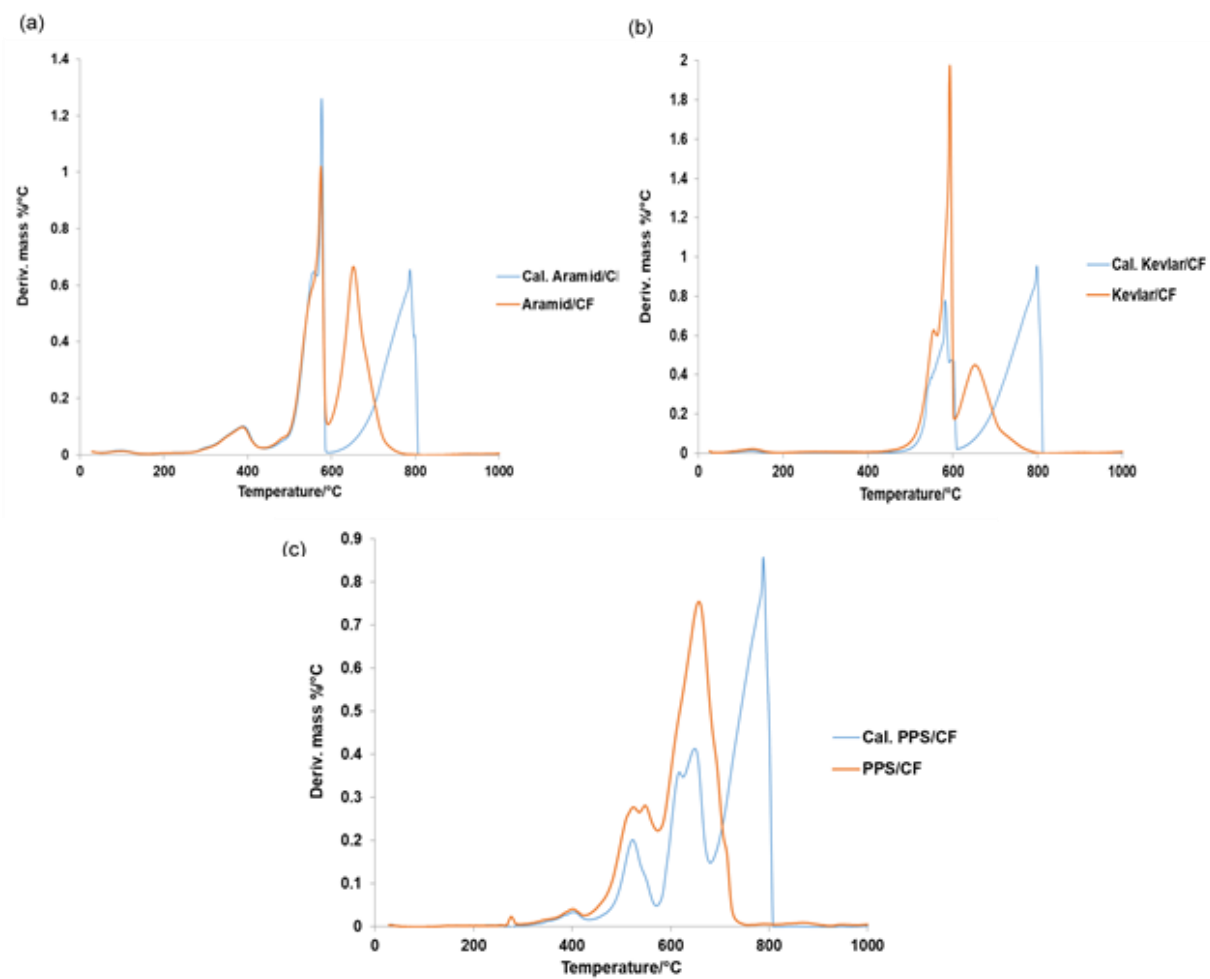 (a)
1.4
1.2
1
0.8
0.6
0.4
0.2
0
0 200 400 600 800 1000
Deriv. mass %/°C
Temperature/°C
Cal. Aramid/CI
Aramid/CF
(b)
2
1.8
1.6
1.4
1.2
1
0.8
0.6
0.4
0.2
0
0 200 400 600 800 1000
Deriv. mass %/°C
Temperature/°C
Cal. Kevlar/CF
Kevlar/CF
(c)
0.9
0.8
0.7
0.6
0.5
0.4
0.3
0.2
0.1
0
0 200 400 600 800 1000
Deriv. mass %/°C
Temperature/°C
Cal. PPS/CF
PPS/CF